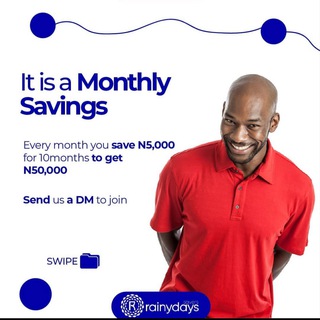 It is a Monthly
Savings
Every month you save N5,000
for 10months to get
N50,000
Send us a DM to join
SWIPE
rainydays